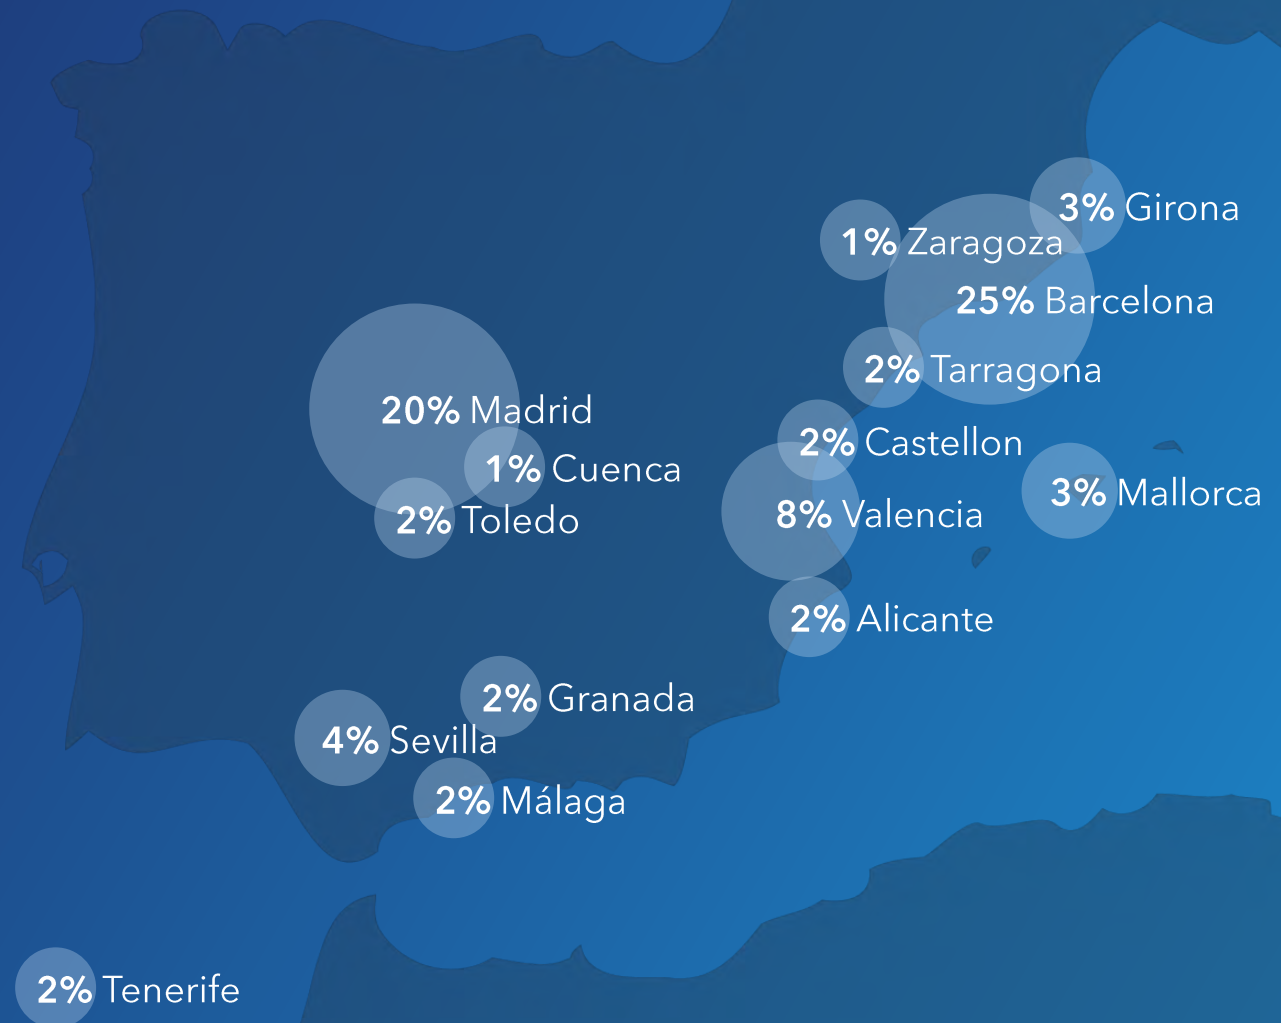 3% Girona
1% Zaragoza
25% Barcelona
2% Tarragona
20% Madrid
2% Castellon
1% Cuenca
3% Mallorca
8% Valencia
2% Toledo
2% Alicante
2% Granada
4% Sevilla
2% Málaga
2% Tenerife